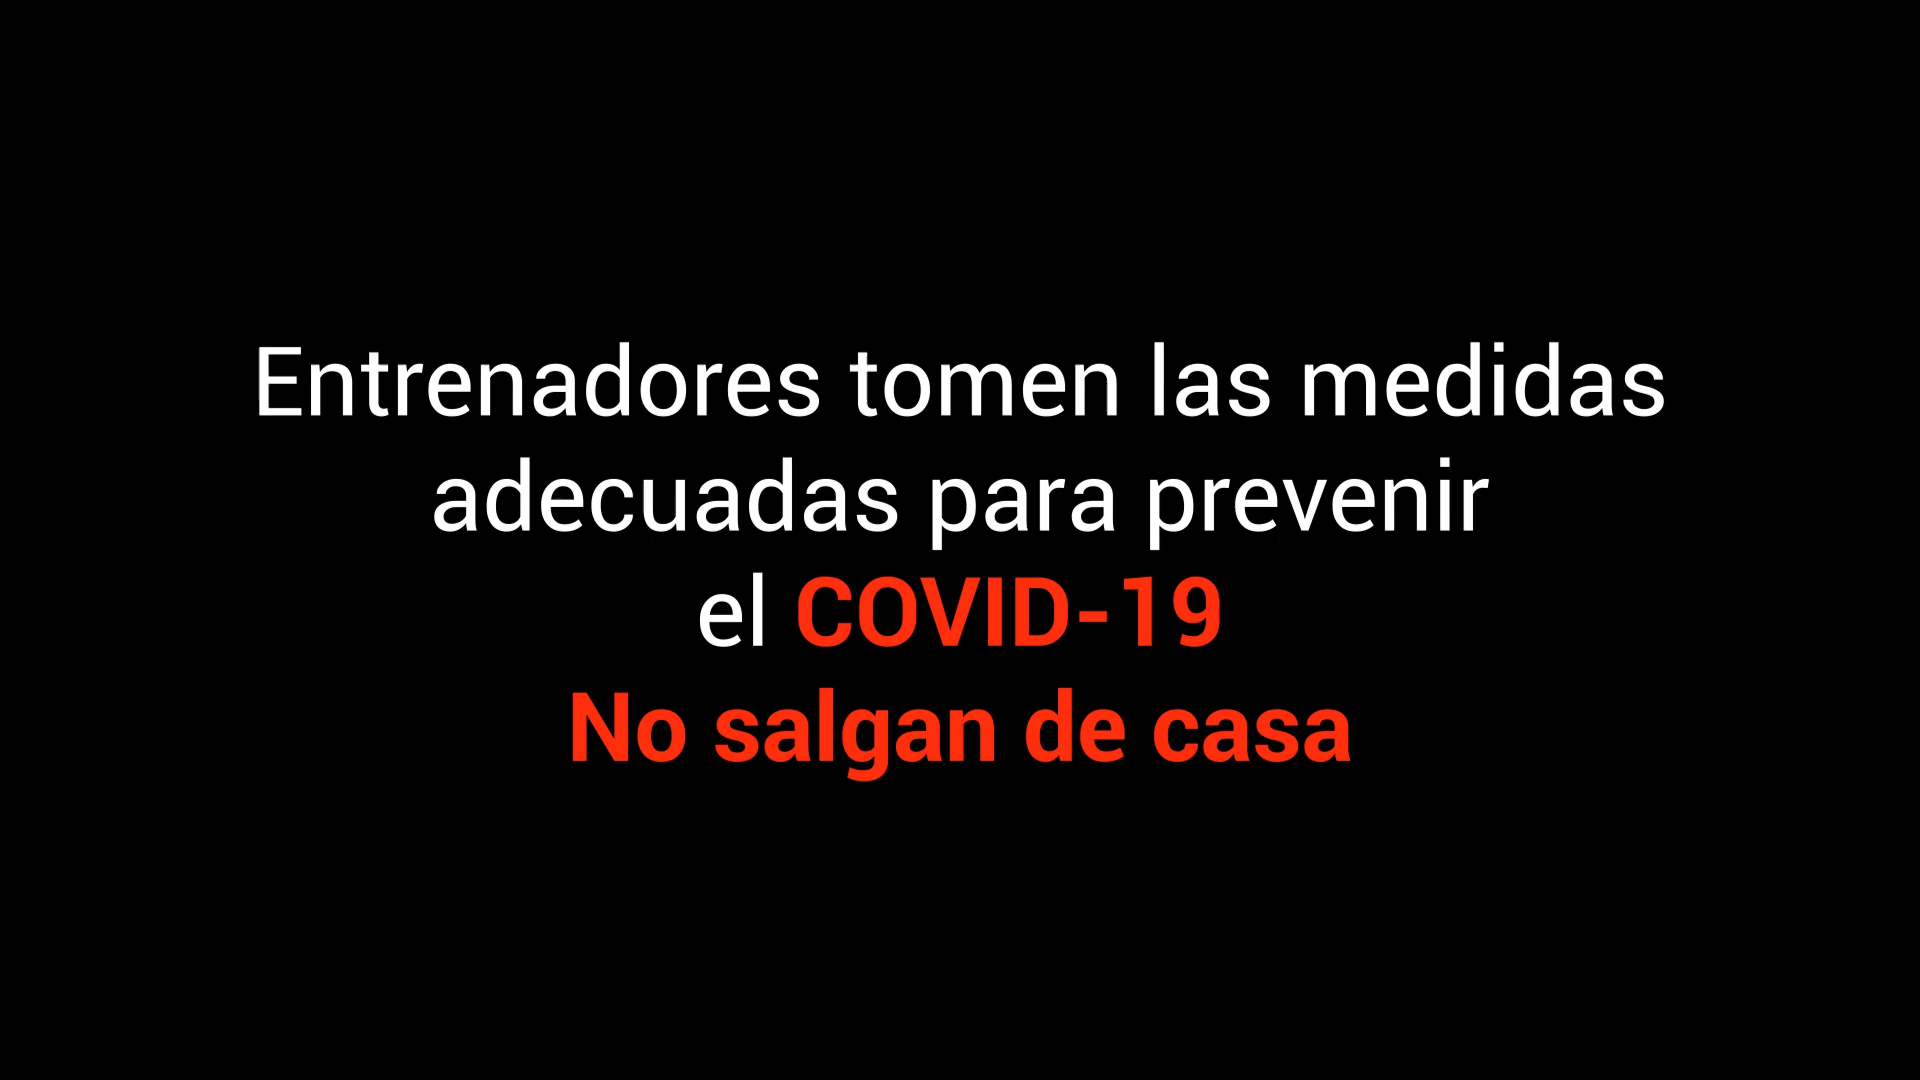 Entrenadores tomen las medidas
adecuadas para prevenir
el COVID-19
No salgan de casa